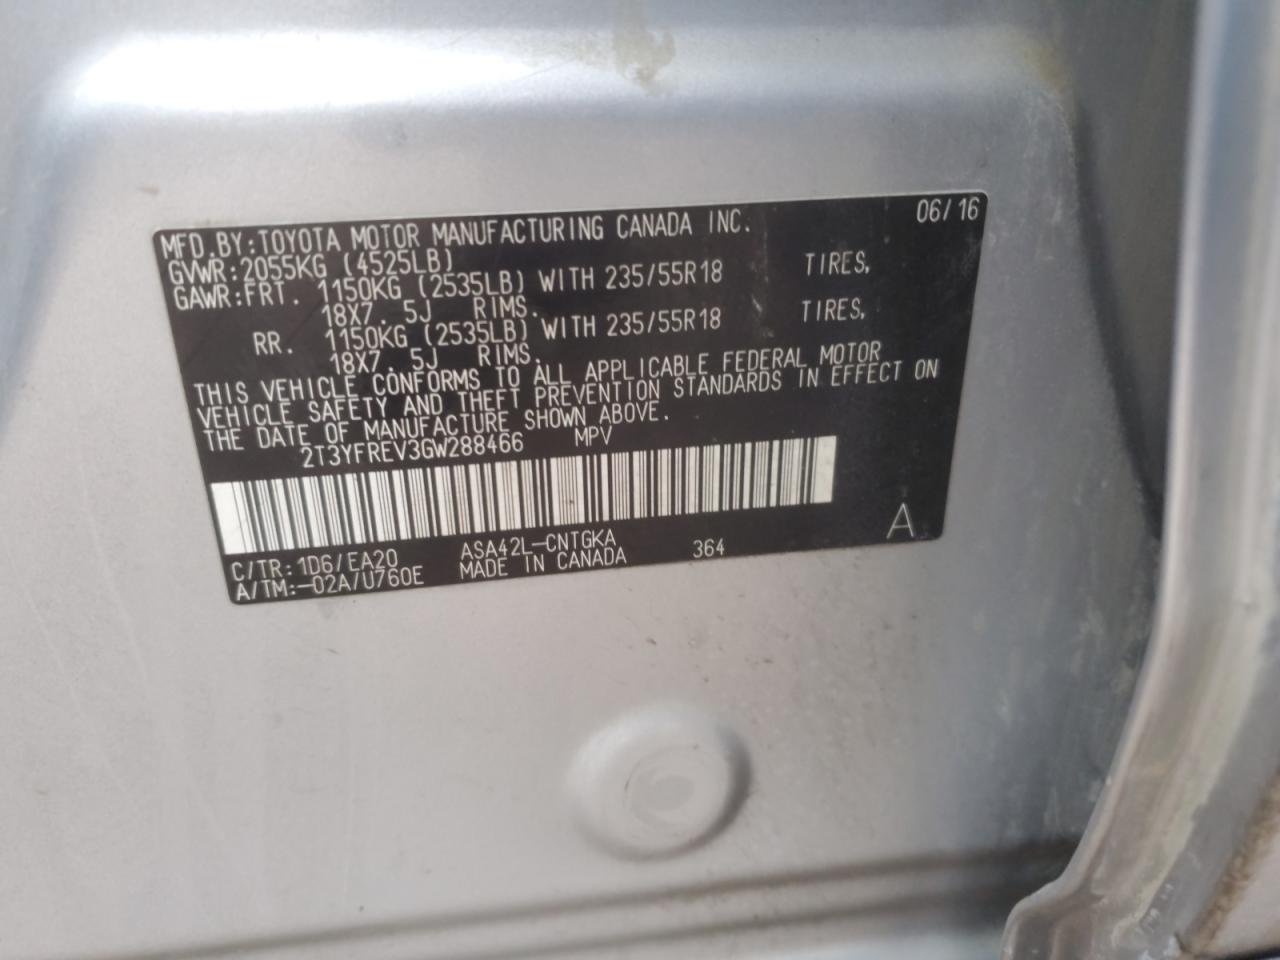 06/16
MFD.BY:TOYOTA MOTOR MANUFACTURING CANADA INC.
GVWR:2055KG (4525LB)
GAWR:FRT. 1150KG (2535LB) WITH 235/55R18 TIRES,
18X7.5J RIMS.
RR. 1150KG (2535LB) WITH 235/55R18 TIRES,
18X7.5J RIMS.
THIS VEHICLE CONFORMS TO ALL APPLICABLE FEDERAL MOTOR
VEHICLE SAFETY AND THEFT PREVENTION STANDARDS IN EFFECT ON
THE DATE OF MANUFACTURE SHOWN ABOVE.
2T3YFREV3GW288466 MPV
A
C/TR:1D6/EA20 ASA42L-CNTGKA 364
A/TM:-02A/U760E MADE IN CANADA